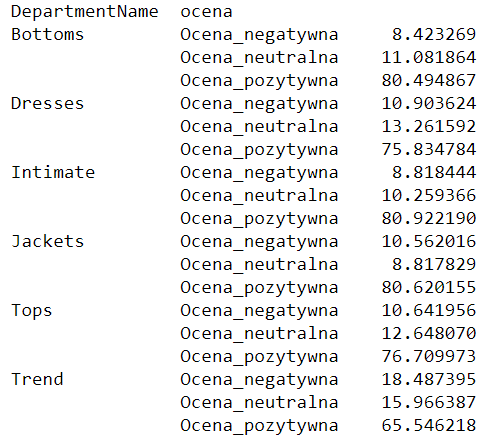 DepartmentName  ocena
Bottoms         Ocena_negatywna     8.423269
                Ocena_neutralna    11.081864
                Ocena_pozytywna    80.494867
Dresses         Ocena_negatywna    10.903624
                Ocena_neutralna    13.261592
                Ocena_pozytywna    75.834784
Intimate        Ocena_negatywna     8.818444
                Ocena_neutralna    10.259366
                Ocena_pozytywna    80.922190
Jackets         Ocena_negatywna    10.562016
                Ocena_neutralna     8.817829
                Ocena_pozytywna    80.620155
Tops            Ocena_negatywna    10.641956
                Ocena_neutralna    12.648070
                Ocena_pozytywna    76.709973
Trend           Ocena_negatywna    18.487395
                Ocena_neutralna    15.966387
                Ocena_pozytywna    65.546218